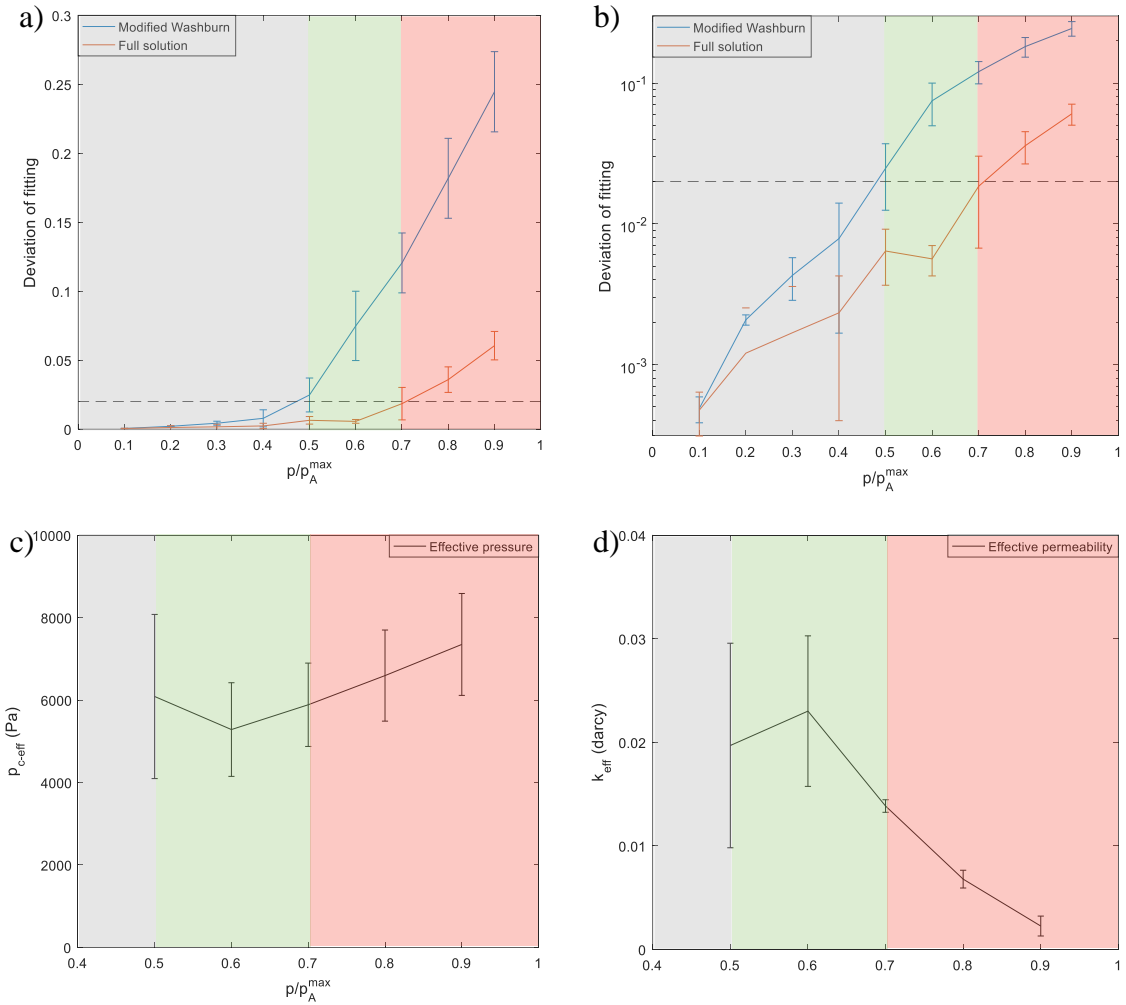 a)
0.3
0.25
0.2
0.15
0.1
0.05
0
Deviation of fitting
Modified Washburn
Full solution
0 0.1 0.2 0.3 0.4 0.5 0.6 0.7 0.8 0.9 1
p/p_A^max
b)
10^-1
10^-2
10^-3
Deviation of fitting
Modified Washburn
Full solution
0 0.1 0.2 0.3 0.4 0.5 0.6 0.7 0.8 0.9 1
p/p_A^max
c)
10000
8000
6000
4000
2000
0
p_c-eff (Pa)
Effective pressure
0.4 0.5 0.6 0.7 0.8 0.9 1
p/p_A^max
d)
0.04
0.03
0.02
0.01
0
k_eff (darcy)
Effective permeability
0.4 0.5 0.6 0.7 0.8 0.9 1